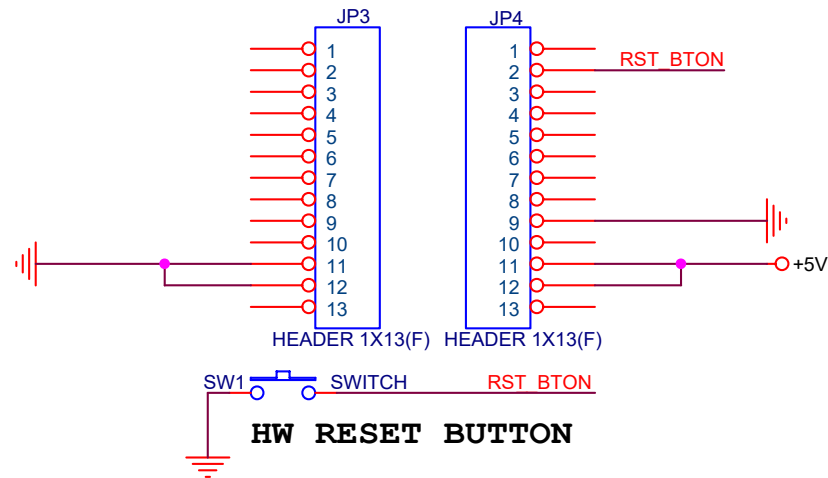 JP3 JP4
1 1
RST_BTON
2 2
3 3
4 4
5 5
6 6
7 7
8 8
9 9
10 10
11 11
+5V
12 12
13 13
HEADER 1X13(F) HEADER 1X13(F)
SW1 SWITCH RST_BTON
HW RESET BUTTON